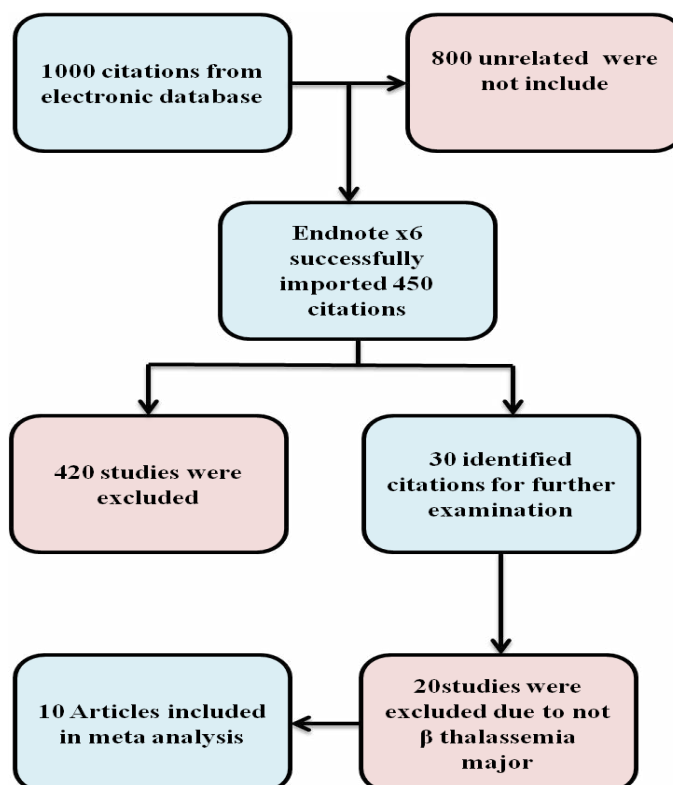 1000 citations from
electronic database
800 unrelated were
not include
Endnote x6
successfully
imported 450
citations
420 studies were
excluded
30 identified
citations for further
examination
10 Articles included
in meta analysis
20studies were
excluded due to not
β thalassemia
major